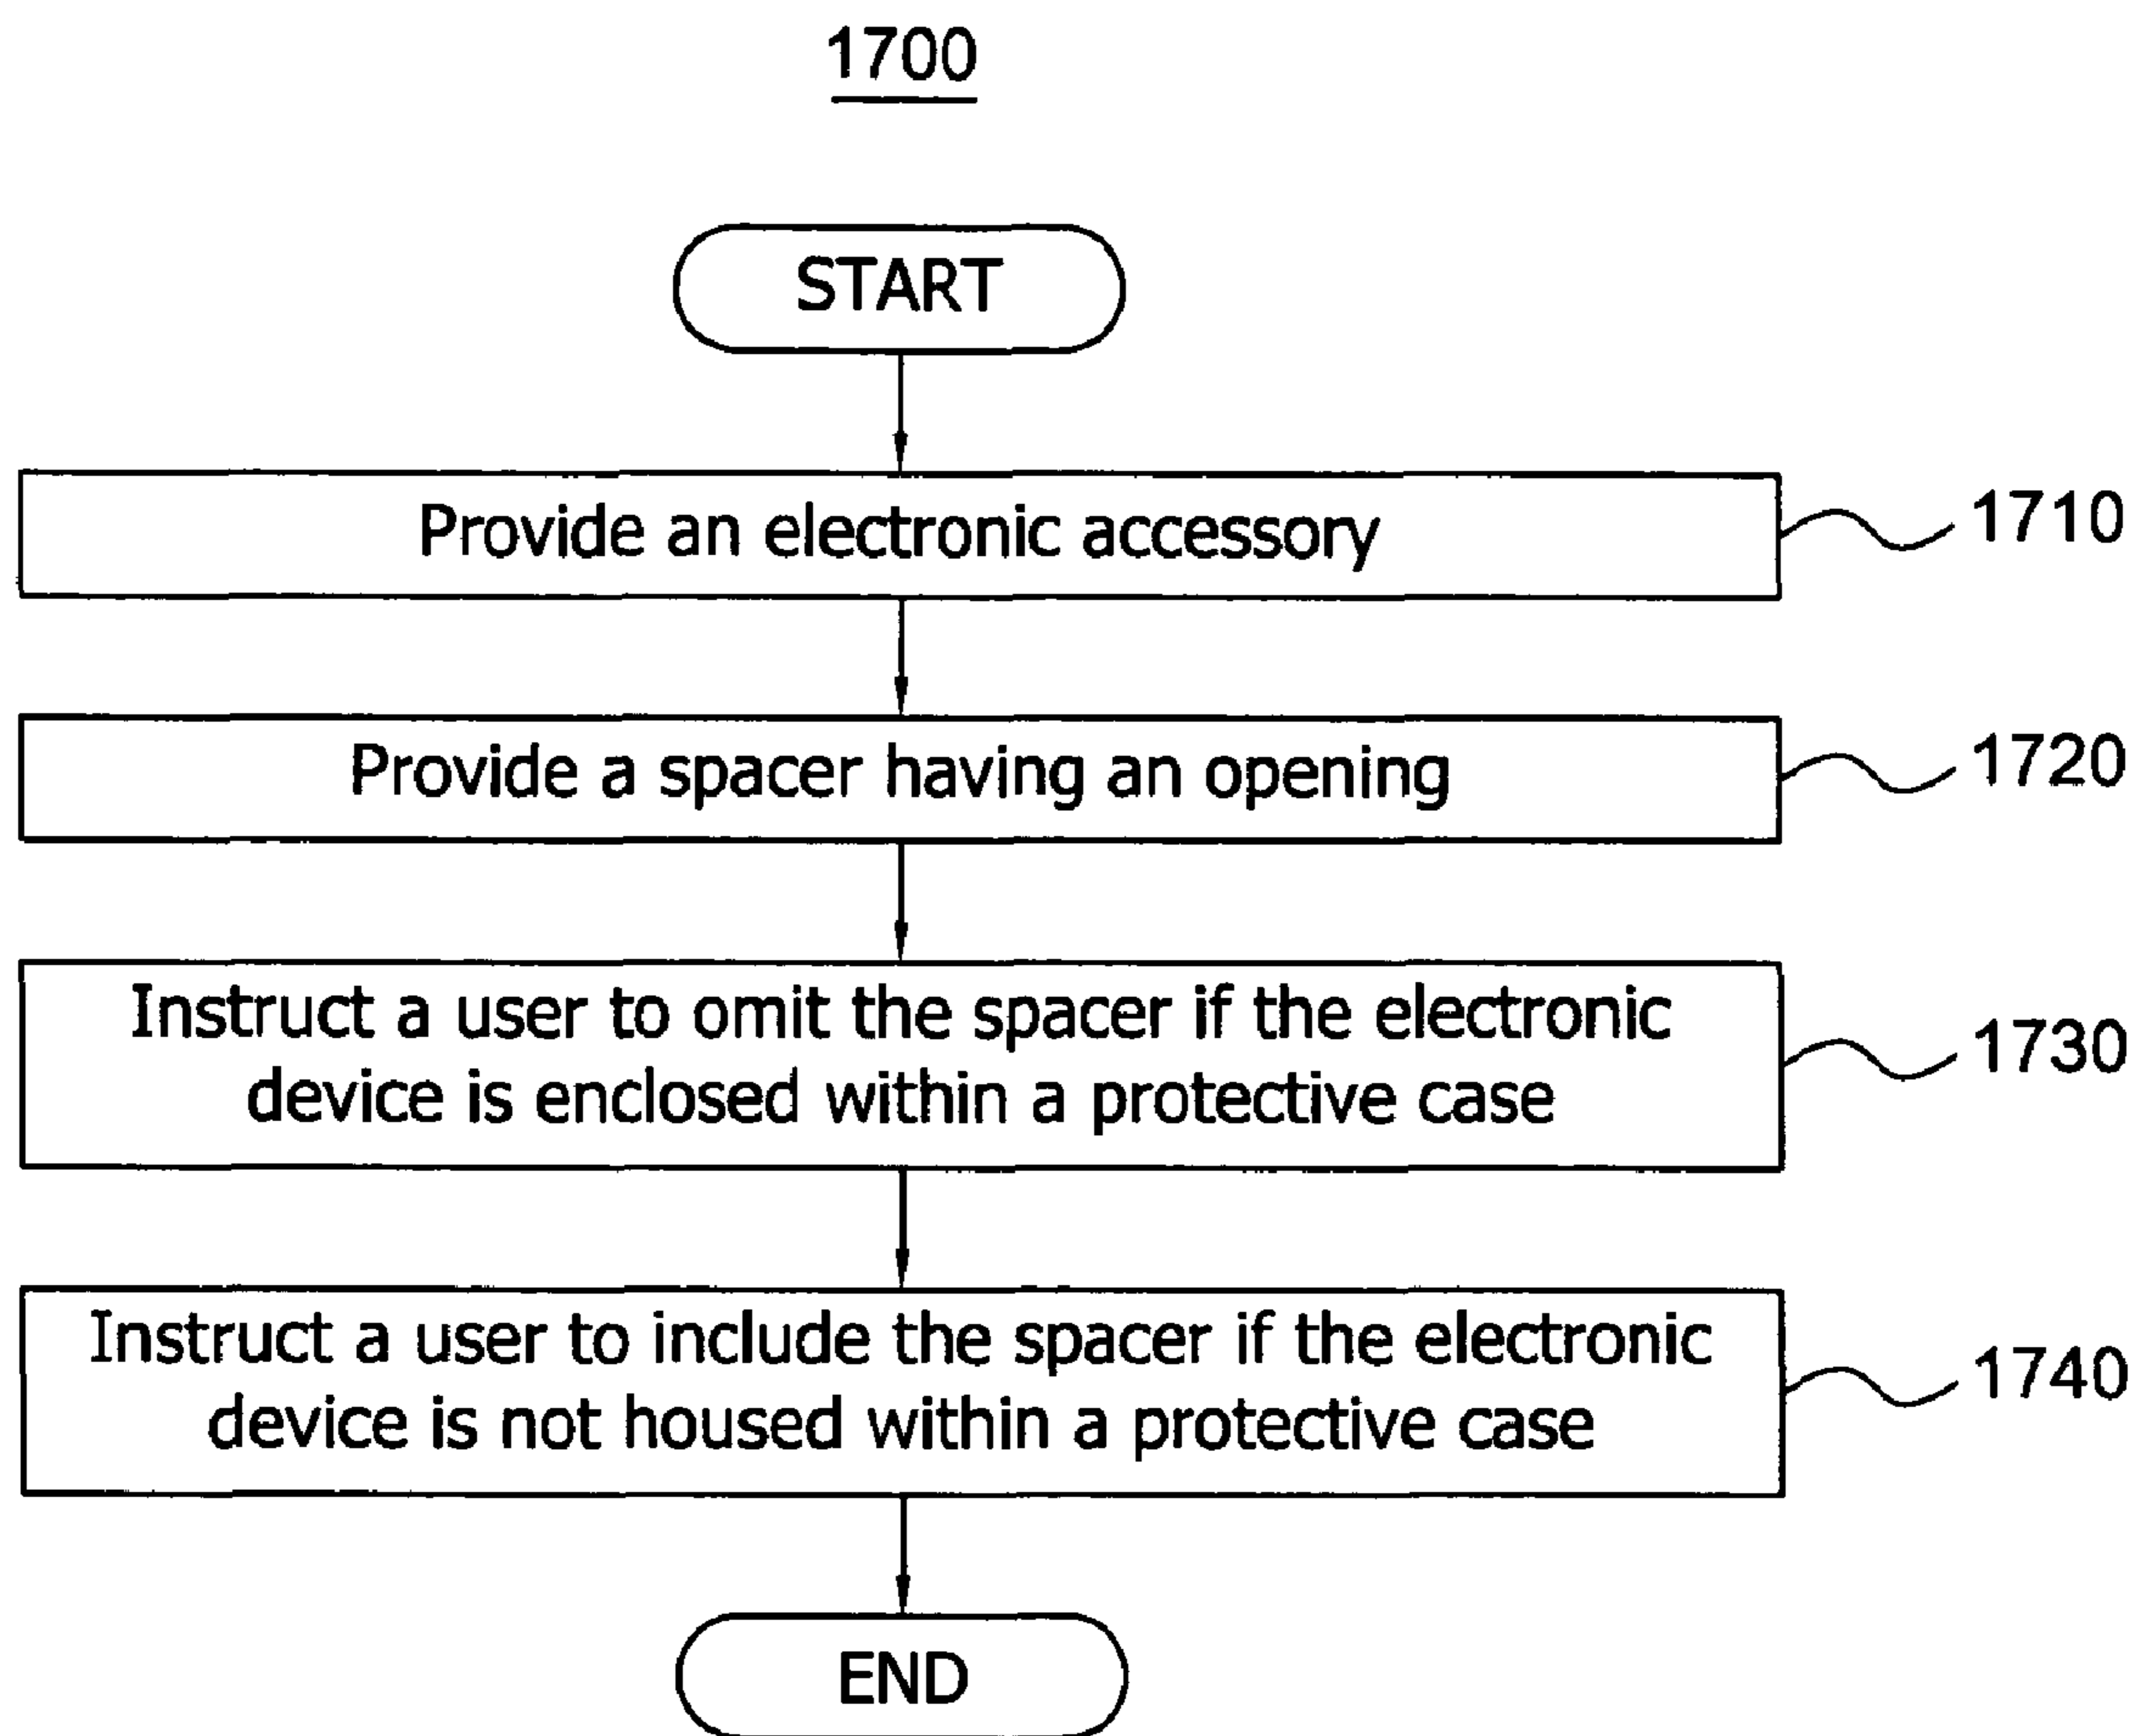 1700
START
Provide an electronic accessory
1710
Provide a spacer having an opening
1720
Instruct a user to omit the spacer if the electronic
device is enclosed within a protective case
1730
Instruct a user to include the spacer if the electronic
device is not housed within a protective case
1740
END